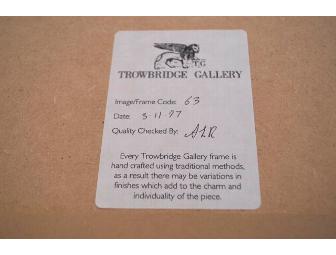 T.G
TROWBRIDGE GALLERY
Image/Frame Code: 63
Date: 3-11-97
Quality Checked By: ALR
Every Trowbridge Gallery frame is
hand crafted using traditional methods,
as a result there may be variations in
finishes which add to the charm and
individuality of the piece.